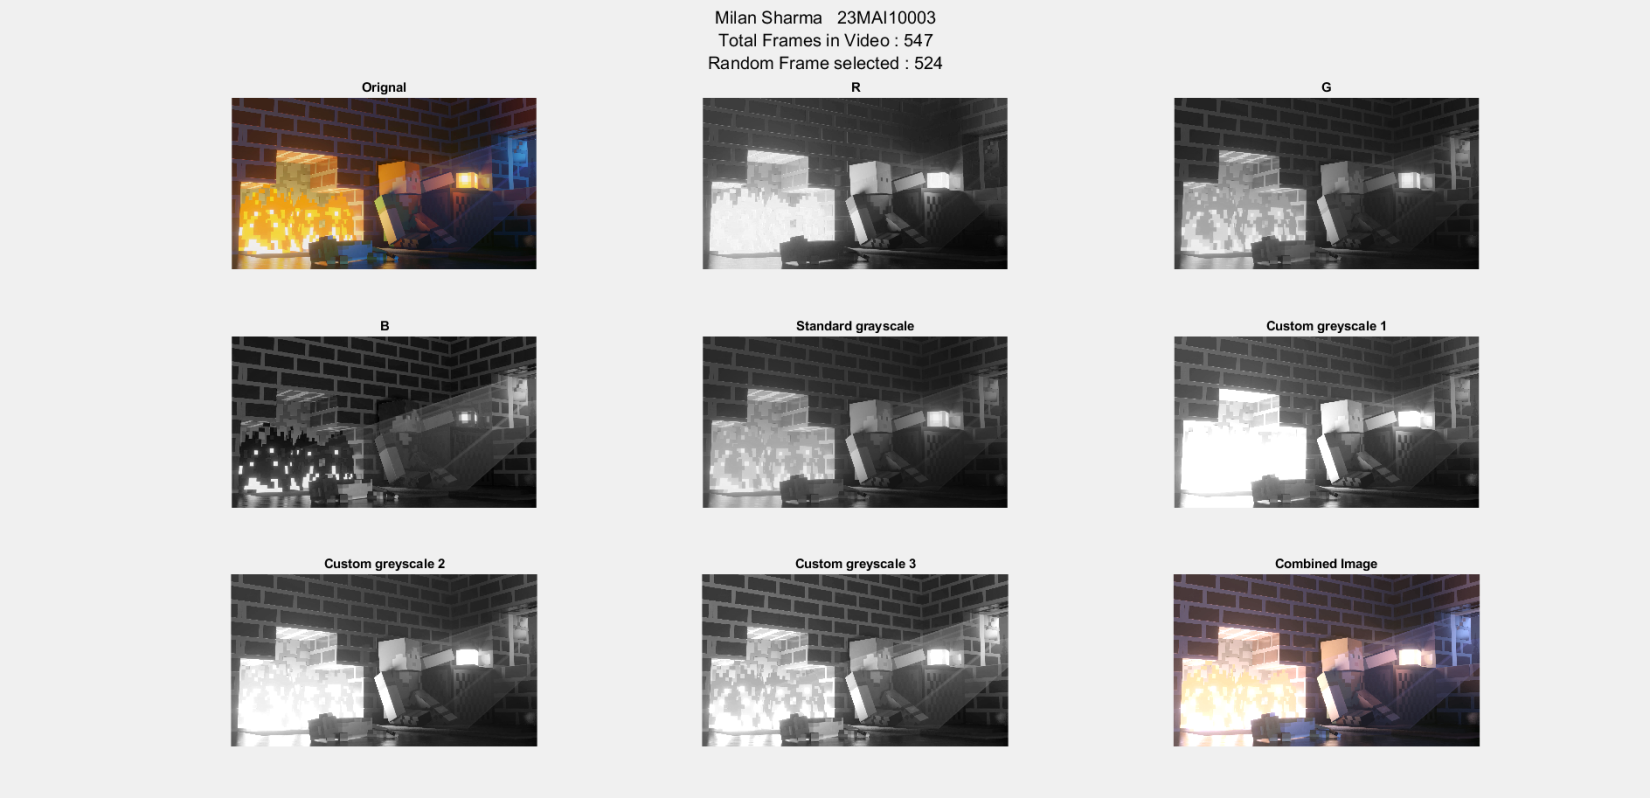 Milan Sharma 23MAI10003
Total Frames in Video : 547
Random Frame selected : 524
Orignal
R
G
B
Standard grayscale
Custom greyscale 1
Custom greyscale 2
Custom greyscale 3
Combined Image